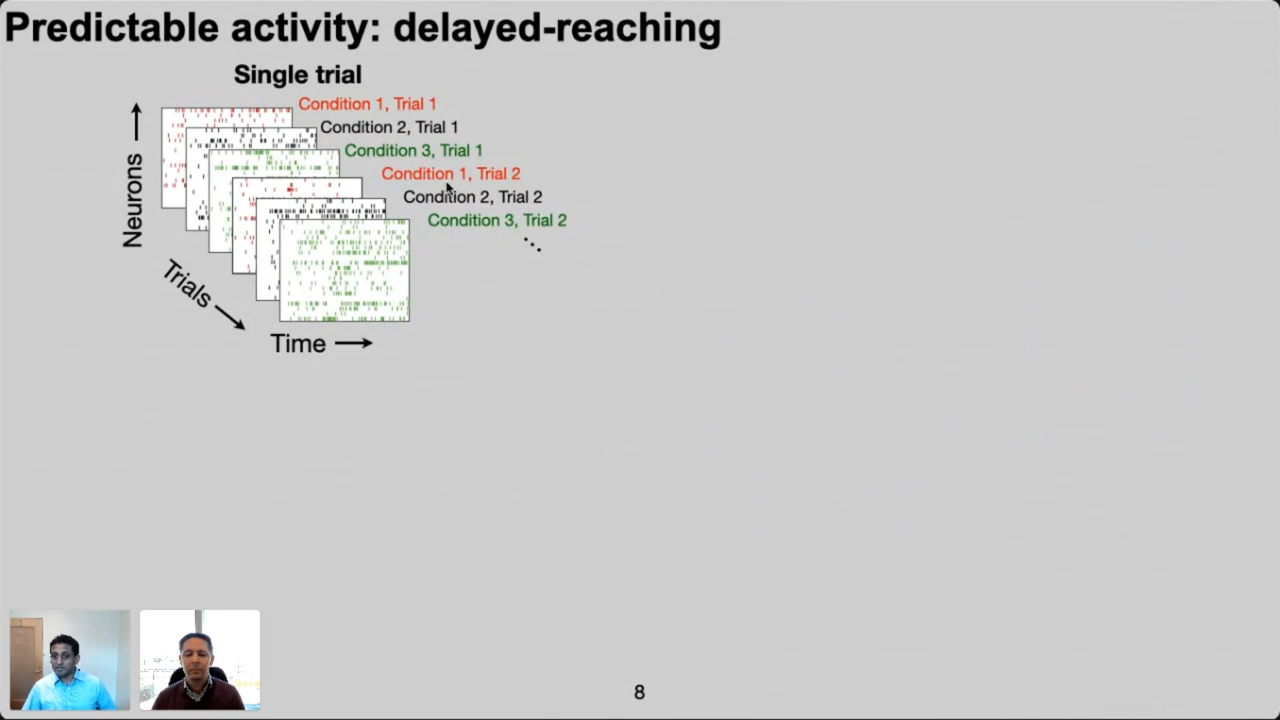 Predictable activity: delayed-reaching
Single trial
Condition 1, Trial 1
Condition 2, Trial 1
Condition 3, Trial 1
Condition 1, Trial 2
Condition 2, Trial 2
Condition 3, Trial 2
Neurons
Trials
Time
8